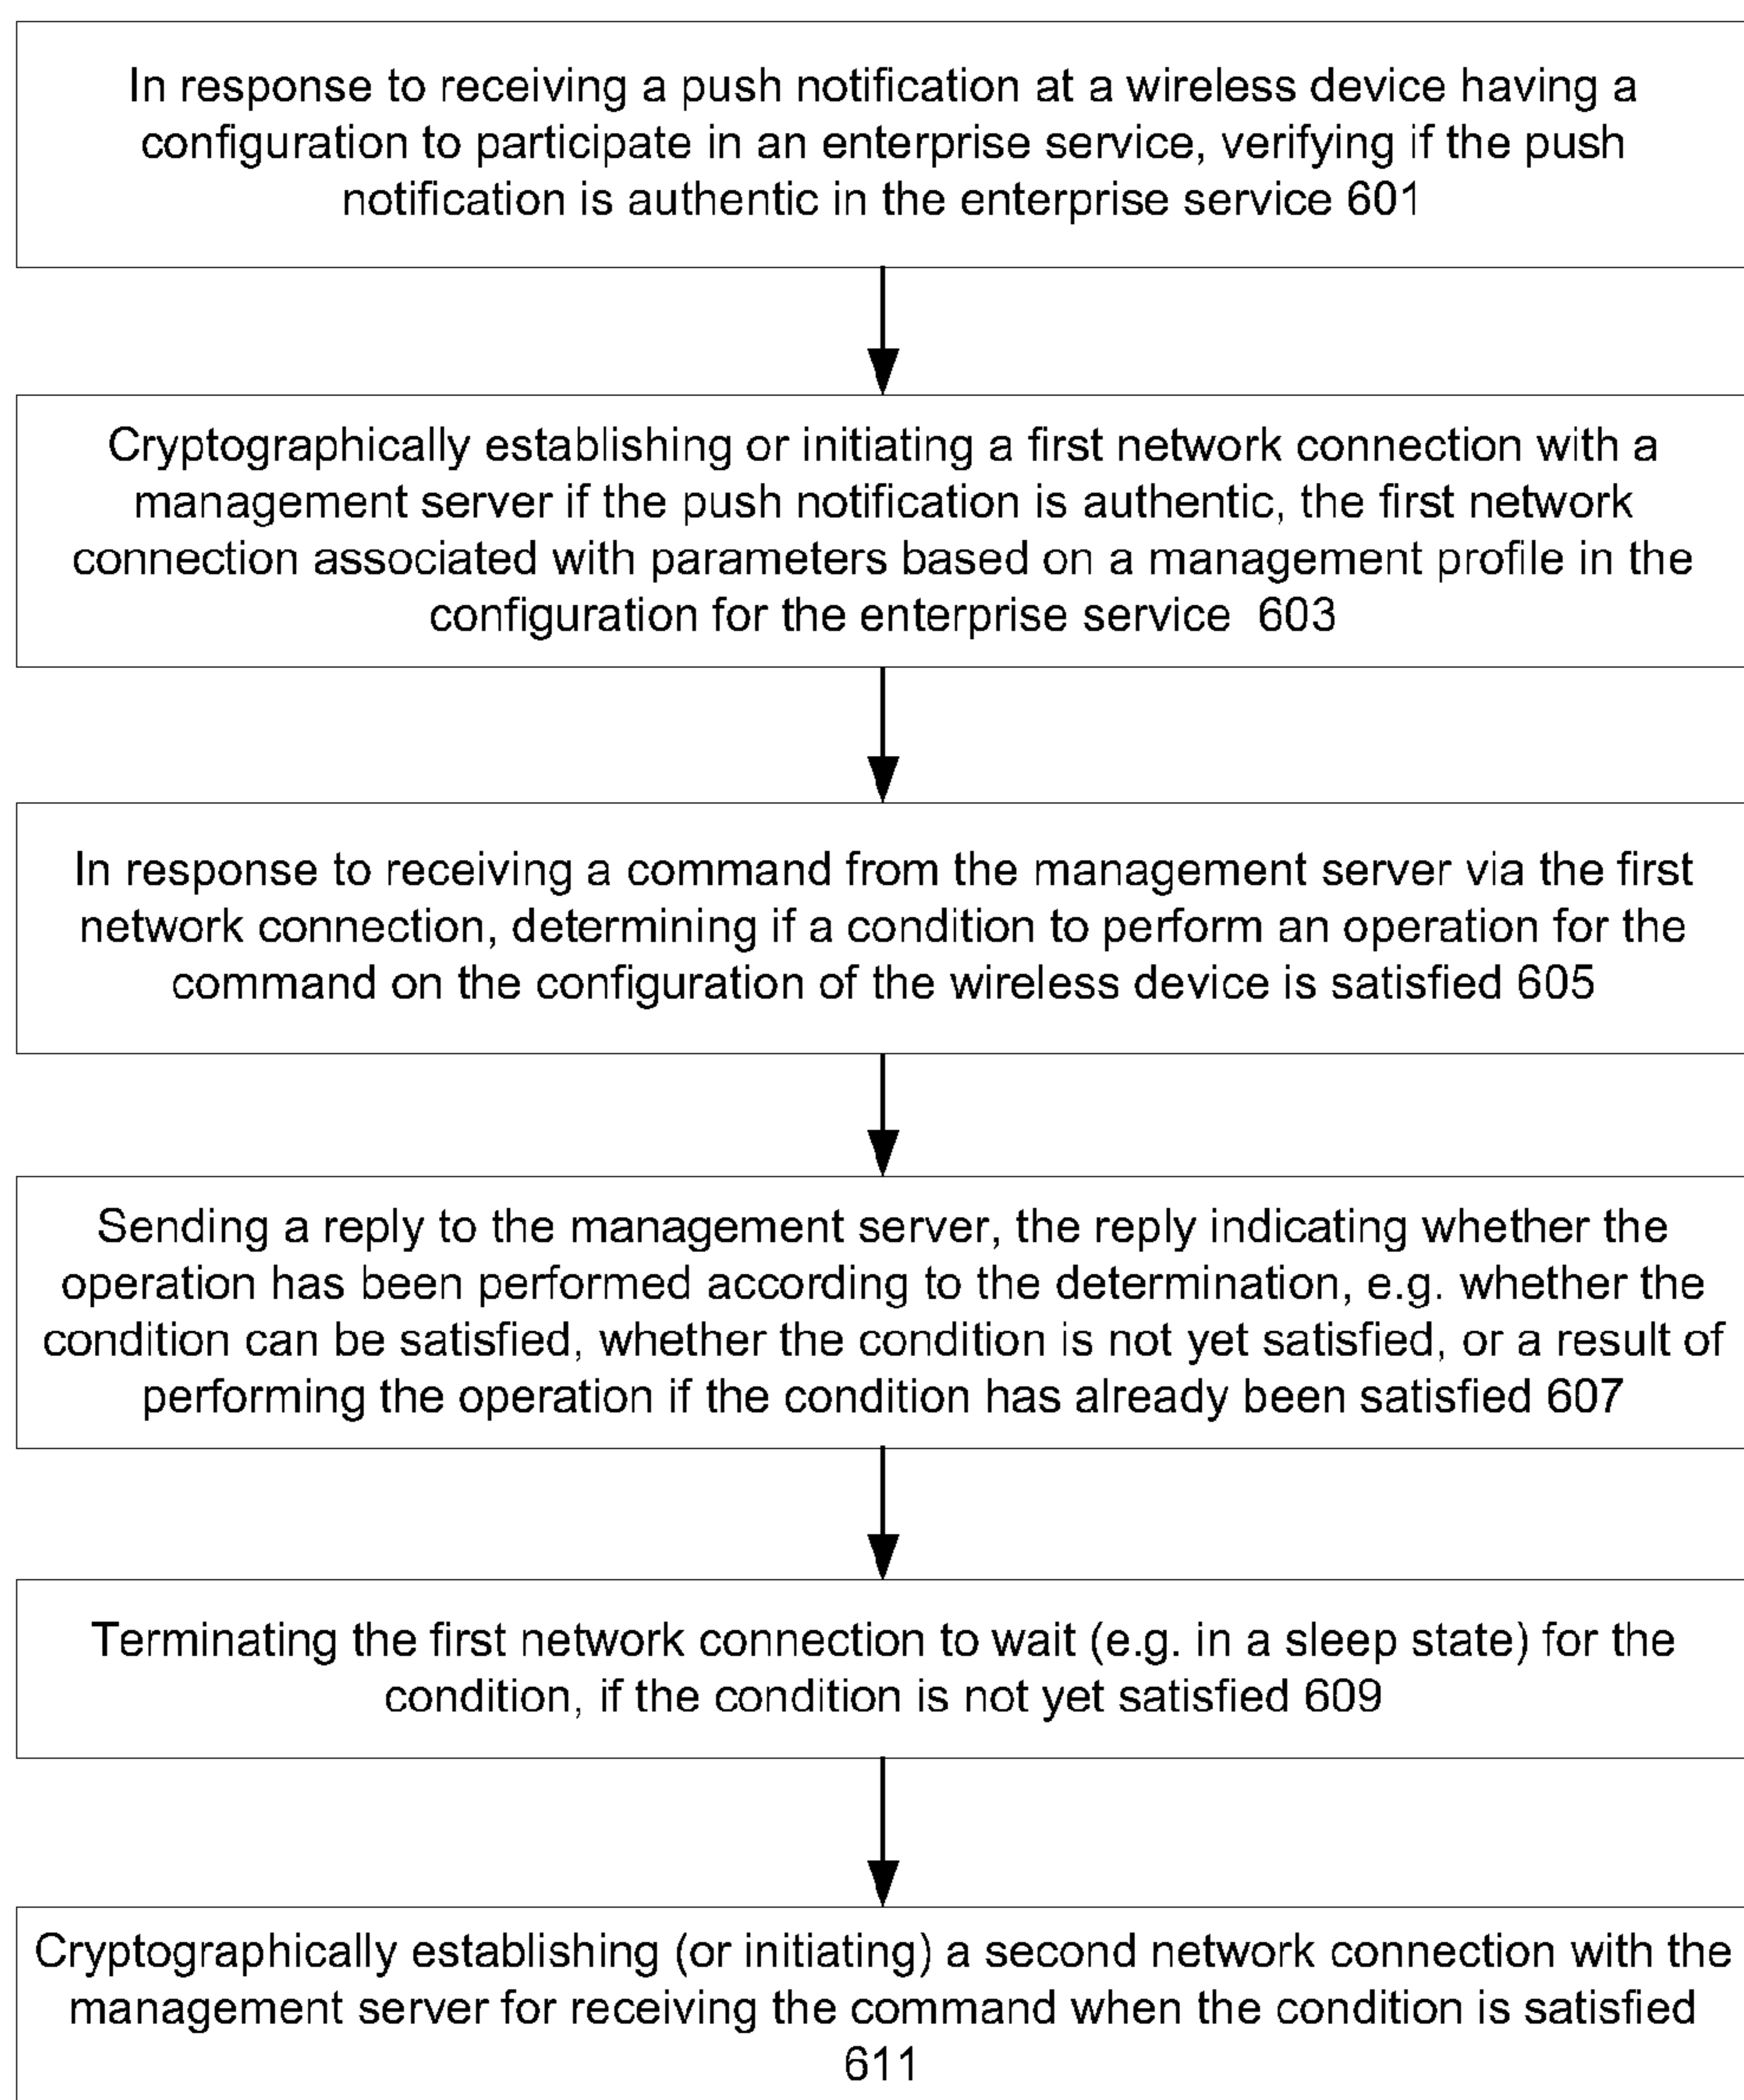 In response to receiving a push notification at a wireless device having a
configuration to participate in an enterprise service, verifying if the push
notification is authentic in the enterprise service 601
Cryptographically establishing or initiating a first network connection with a
management server if the push notification is authentic, the first network
connection associated with parameters based on a management profile in the
configuration for the enterprise service 603
In response to receiving a command from the management server via the first
network connection, determining if a condition to perform an operation for the
command on the configuration of the wireless device is satisfied 605
Sending a reply to the management server, the reply indicating whether the
operation has been performed according to the determination, e.g. whether the
condition can be satisfied, whether the condition is not yet satisfied, or a result of
performing the operation if the condition has already been satisfied 607
Terminating the first network connection to wait (e.g. in a sleep state) for the
condition, if the condition is not yet satisfied 609
Cryptographically establishing (or initiating) a second network connection with the
management server for receiving the command when the condition is satisfied
611